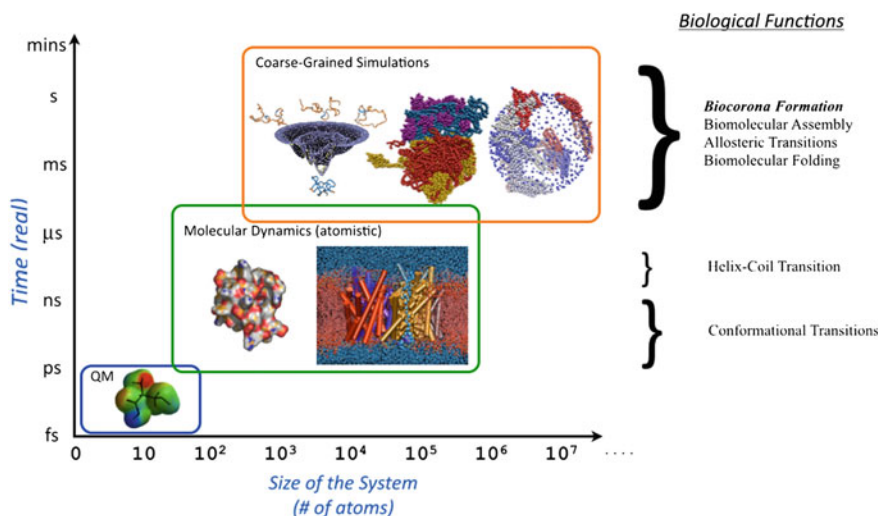 Biological Functions
mins
s
ms
μs
ns
ps
fs
Time (real)
Coarse-Grained Simulations
Molecular Dynamics (atomistic)
QM
Biocorona Formation
Biomolecular Assembly
Allosteric Transitions
Biomolecular Folding
Helix-Coil Transition
Conformational Transitions
0 10 10² 10³ 10⁴ 10⁵ 10⁶ 10⁷ ....
Size of the System
(# of atoms)